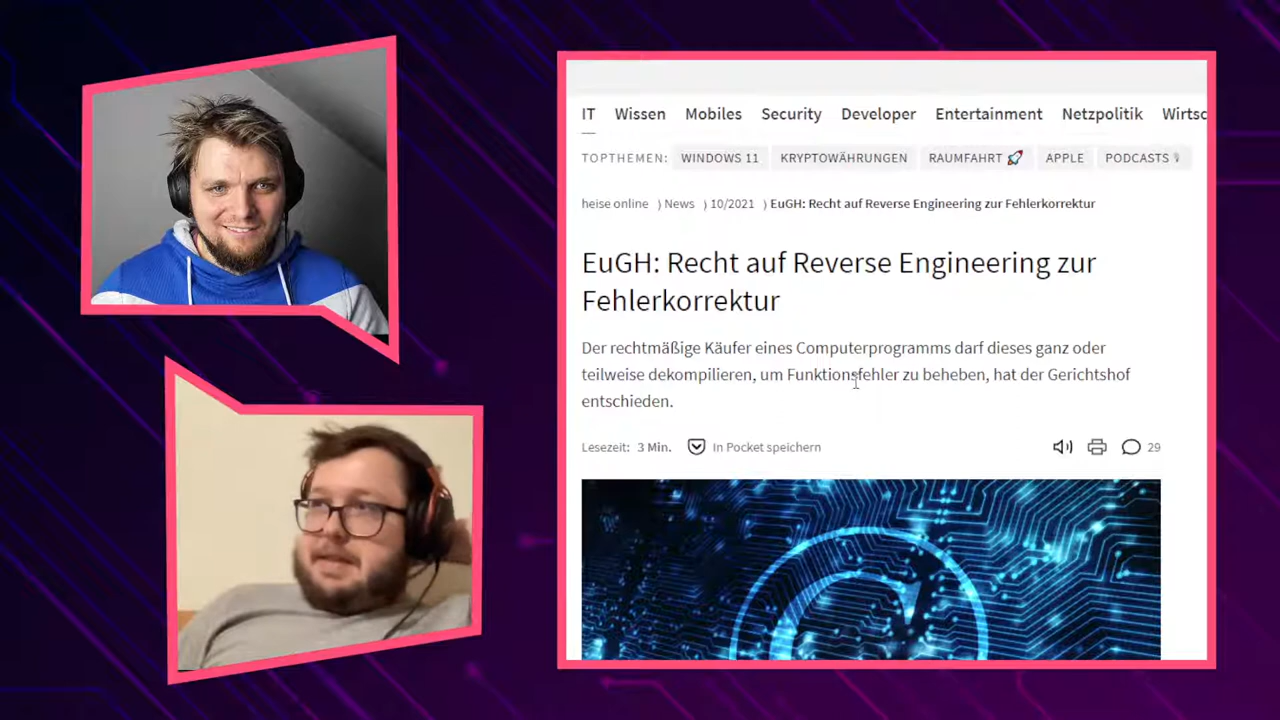 IT Wissen Mobiles Security Developer Entertainment Netzpolitik Wirtsc
TOPTHEMEN: WINDOWS 11 KRYPTOWÄHRUNGEN RAUMFAHRT 🚀 APPLE PODCASTS
heise online ⟩ News ⟩ 10/2021 ⟩ EuGH: Recht auf Reverse Engineering zur Fehlerkorrektur
EuGH: Recht auf Reverse Engineering zur
Fehlerkorrektur
Der rechtmäßige Käufer eines Computerprogramms darf dieses ganz oder
teilweise dekompilieren, um Funktionsfehler zu beheben, hat der Gerichtshof
entschieden.
Lesezeit: 3 Min. In Pocket speichern 29